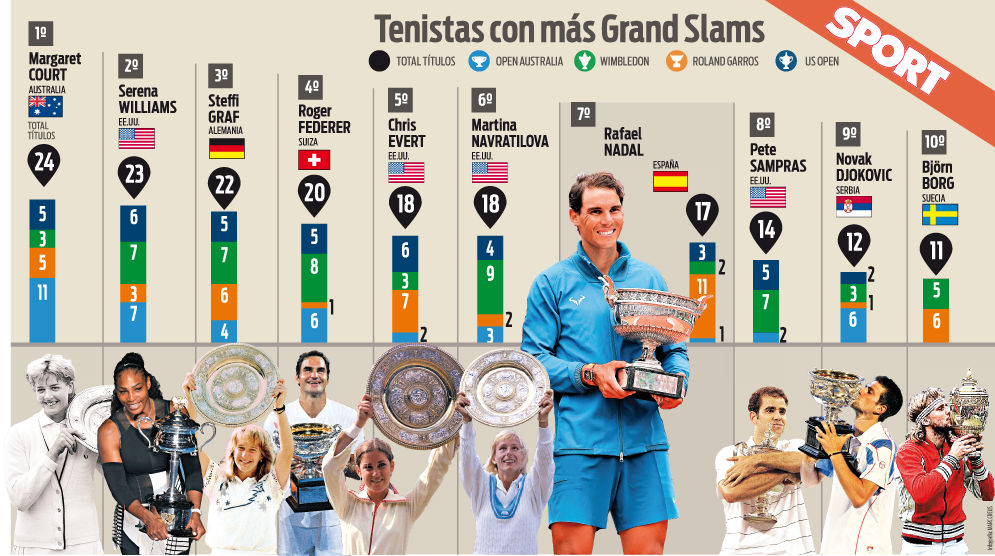 Tenistas con más Grand Slams
SPORT
TOTAL TÍTULOS
OPEN AUSTRALIA
WIMBLEDON
ROLAND GARROS
US OPEN
1º
Margaret
COURT
AUSTRALIA
TOTAL
TÍTULOS
24
5
3
5
11
2º
Serena
WILLIAMS
EE.UU.
23
6
7
3
7
3º
Steffi
GRAF
ALEMANIA
22
5
7
6
4
4º
Roger
FEDERER
SUIZA
20
5
8
1
6
5º
Chris
EVERT
EE.UU.
18
6
3
7
2
6º
Martina
NAVRATILOVA
EE.UU.
18
4
9
2
3
7º
Rafael
NADAL
ESPAÑA
17
3
2
11
1
8º
Pete
SAMPRAS
EE.UU.
14
5
7
2
9º
Novak
DJOKOVIC
SERBIA
12
2
3
1
6
10º
Björn
BORG
SUECIA
11
5
6